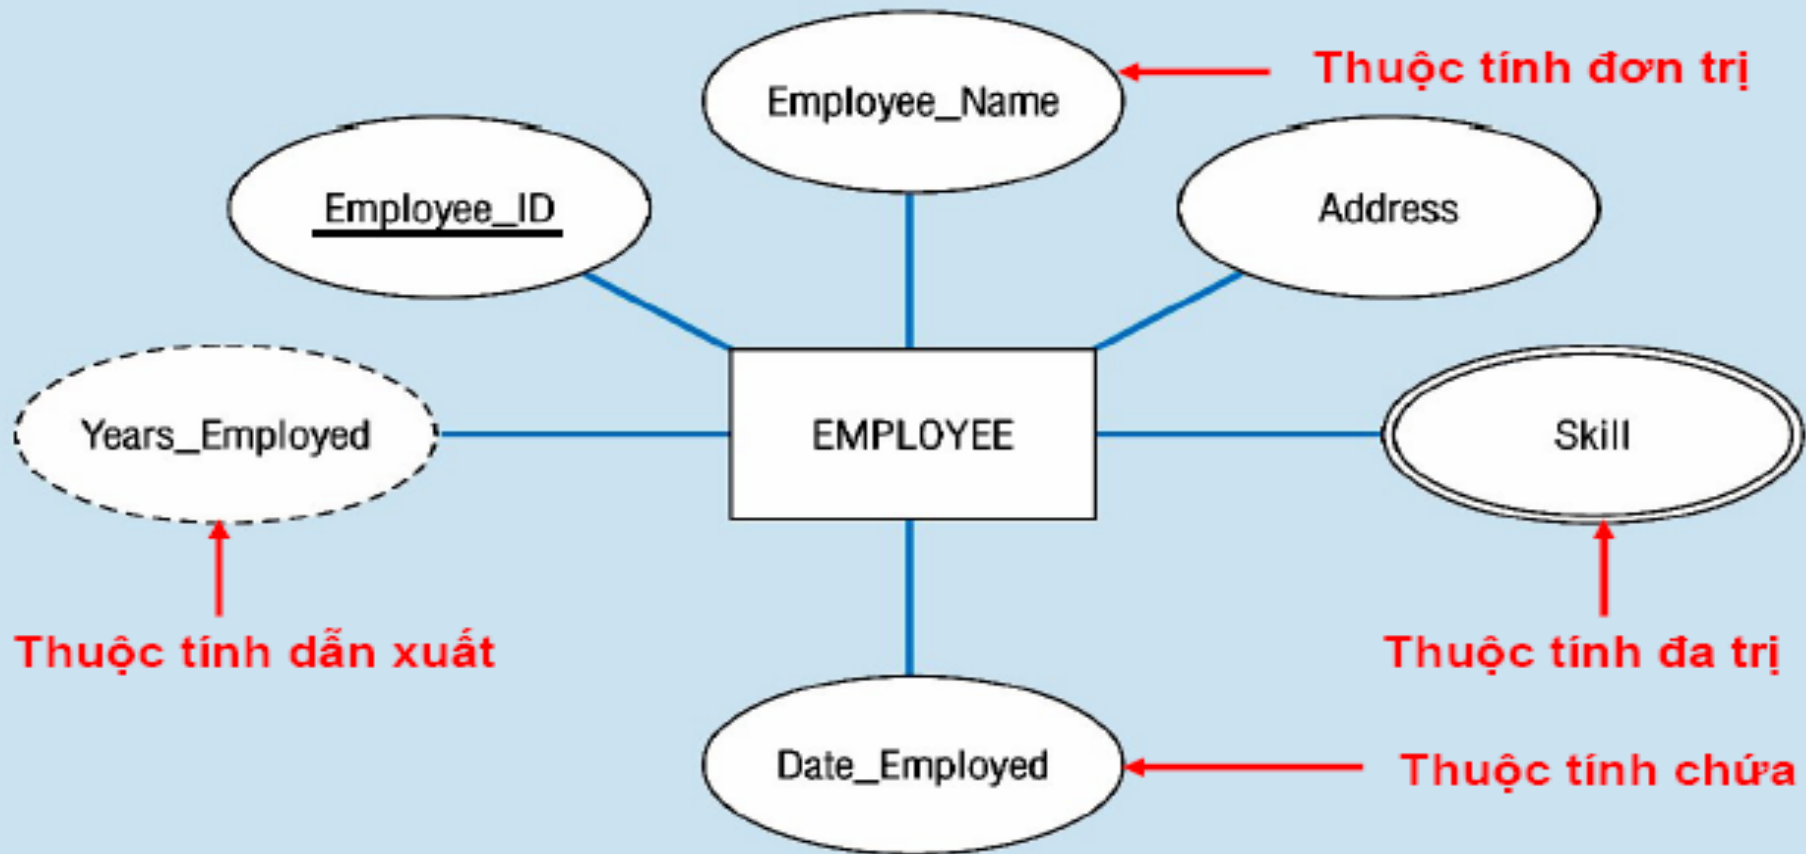 Employee_Name
Thuộc tính đơn trị
Employee_ID
Address
Years_Employed
EMPLOYEE
Skill
Thuộc tính dẫn xuất
Thuộc tính đa trị
Date_Employed
Thuộc tính chứa